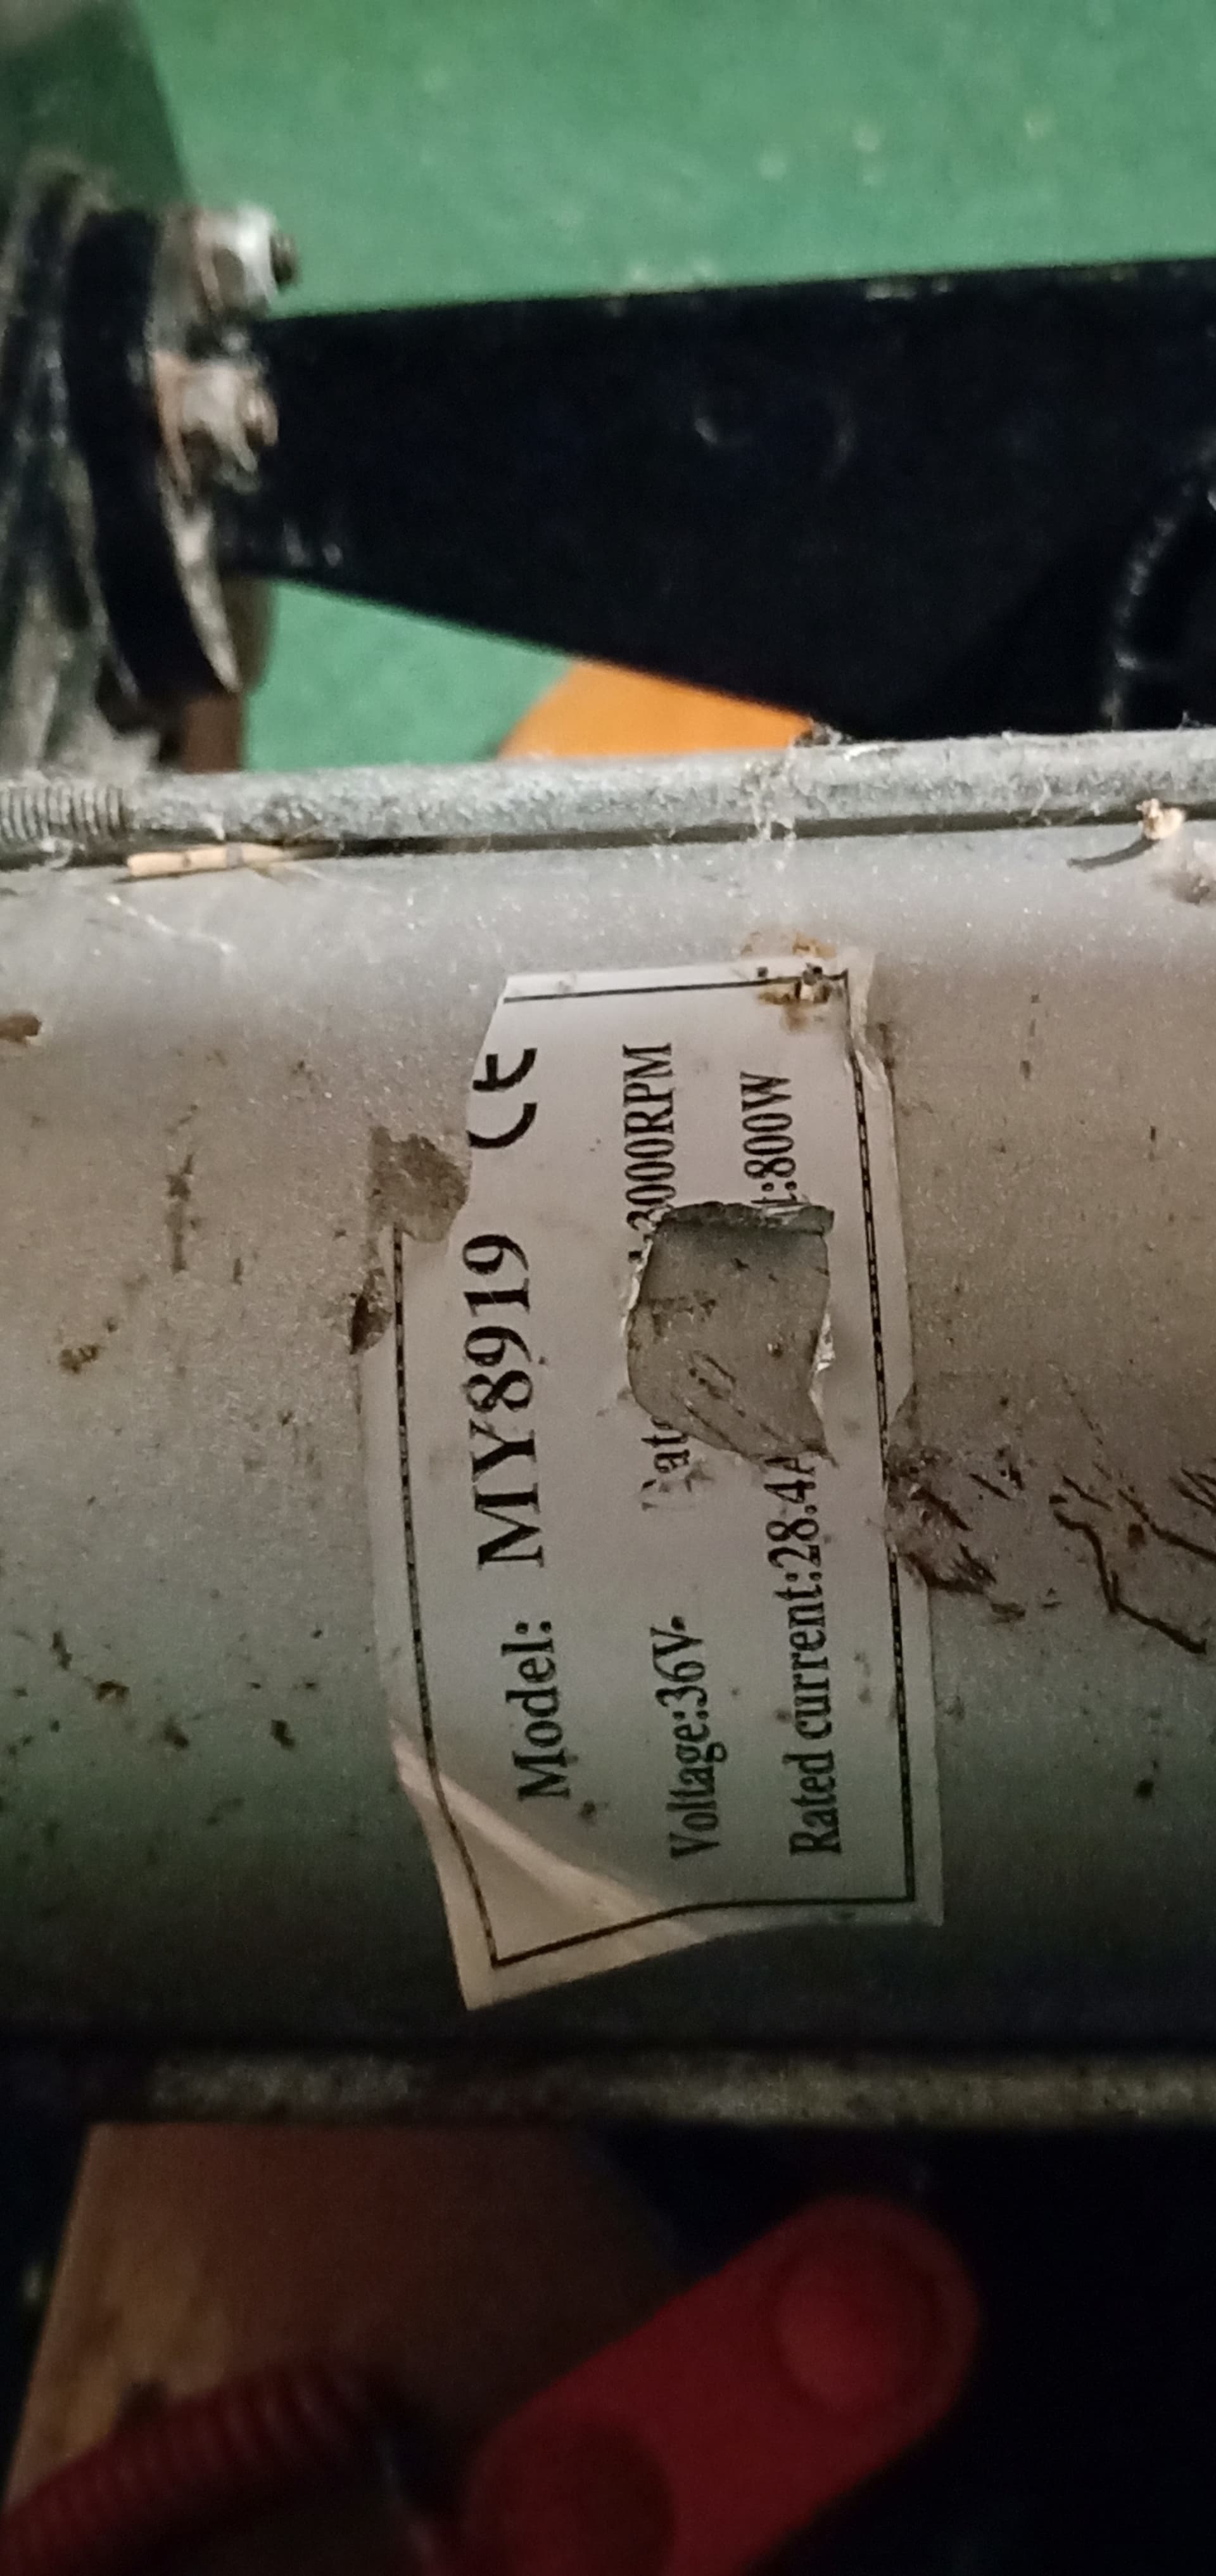 Model: MY8919 CE
Voltage:36V. 3000RPM
Rated current:28.4A t:800W